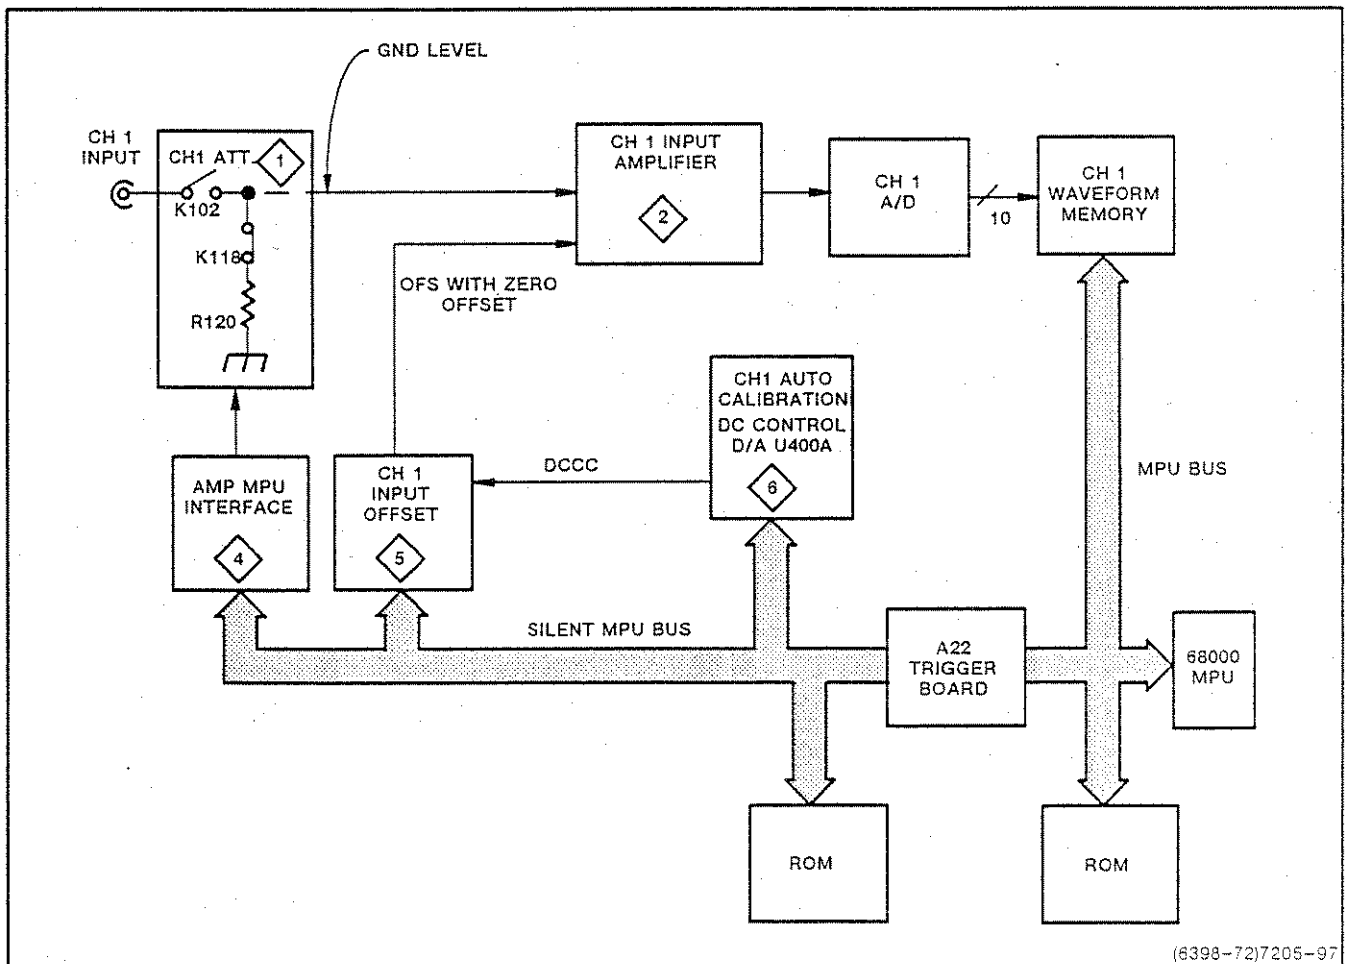 GND LEVEL
CH 1
INPUT
CH1 ATT.
1
K102
K118
R120
CH 1 INPUT
AMPLIFIER
2
CH 1
A/D
10
CH 1
WAVEFORM
MEMORY
OFS WITH ZERO
OFFSET
CH1 AUTO
CALIBRATION
DC CONTROL
D/A U400A
6
MPU BUS
AMP MPU
INTERFACE
4
CH 1
INPUT
OFFSET
5
DCCC
SILENT MPU BUS
A22
TRIGGER
BOARD
68000
MPU
ROM
ROM
(6398-72)7205-97